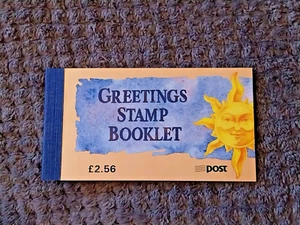 GREETINGS
STAMP
BOOKLET
£2.56
POST